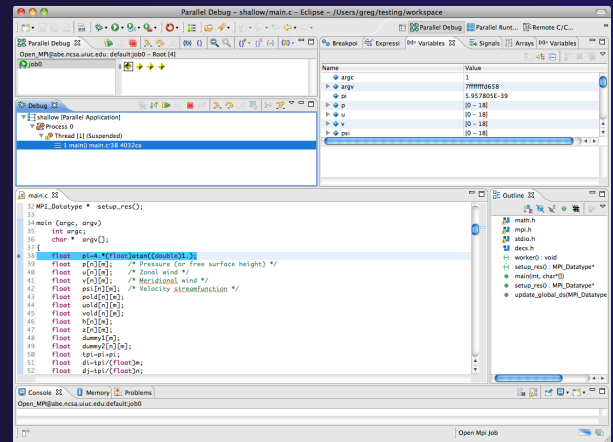 Parallel Debug - shallow/main.c - Eclipse - /Users/greg/testing/workspace
Parallel Debug
Parallel Runt...
Remote C/C...
Parallel Debug
Open_MPI@abe.ncsa.uiuc.edu:default:job0 - Root [4]
job0
Breakpoi
Expressi
Variables
Signals
Arrays
Variables
Name Value
argc 1
argv 7fffffffd658
pi 5.957805E-39
p [0 - 18]
u [0 - 18]
v [0 - 18]
psi [0 - 18]
Debug
shallow [Parallel Application]
Process 0
Thread [1] (Suspended)
1 main() main.c:38 4032ca
main.c
32 MPI_Datatype * setup_res();
33
34 main (argc, argv)
35 int argc;
36 char * argv[];
37 {
38 float pi=4.*(float)atan((double)1.);
39 float p[n][m]; /* Pressure (or free surface height) */
40 float u[n][m]; /* Zonal wind */
41 float v[n][m]; /* Meridional wind */
42 float psi[n][m]; /* Velocity streamfunction */
43 float pold[n][m];
44 float uold[n][m];
45 float vold[n][m];
46 float h[n][m];
47 float z[n][m];
48 float dummy1[m];
49 float dummy2[n][m];
50 float tpi=pi+pi;
51 float di=tpi/(float)m;
52 float dj=tpi/(float)n;
Outline
math.h
mpi.h
stdio.h
decs.h
worker() : void
setup_res() : MPI_Datatype*
main(int, char*[])
setup_res() : MPI_Datatype*
update_global_ds(MPI_Datatype
Console
Memory
Problems
Open_MPI@abe.ncsa.uiuc.edu:default:job0
Open Mpi Job